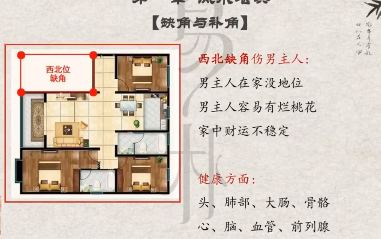 【缺角与补角】
西北位
缺角
西北缺角伤男主人：
男主人在家没地位
男主人容易有烂桃花
家中财运不稳定
健康方面：
头、肺部、大肠、骨骼
心、脑、血管、前列腺